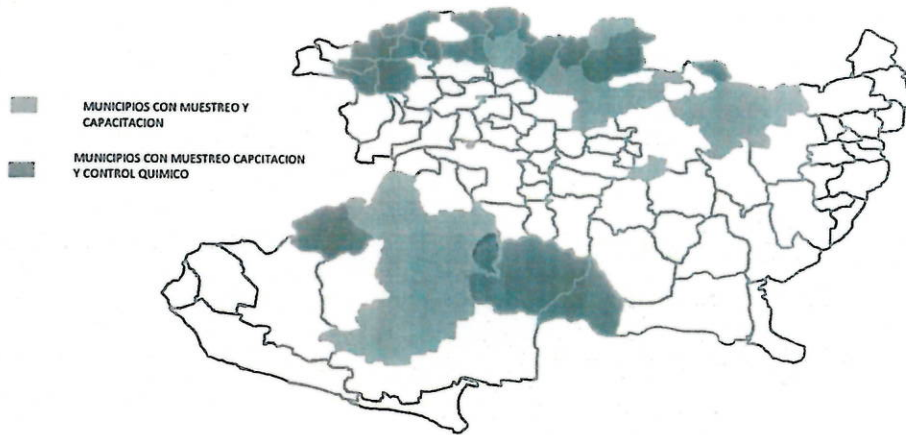 MUNICIPIOS CON MUESTREO Y
CAPACITACION
MUNICIPIOS CON MUESTREO CAPCITACION
Y CONTROL QUIMICO